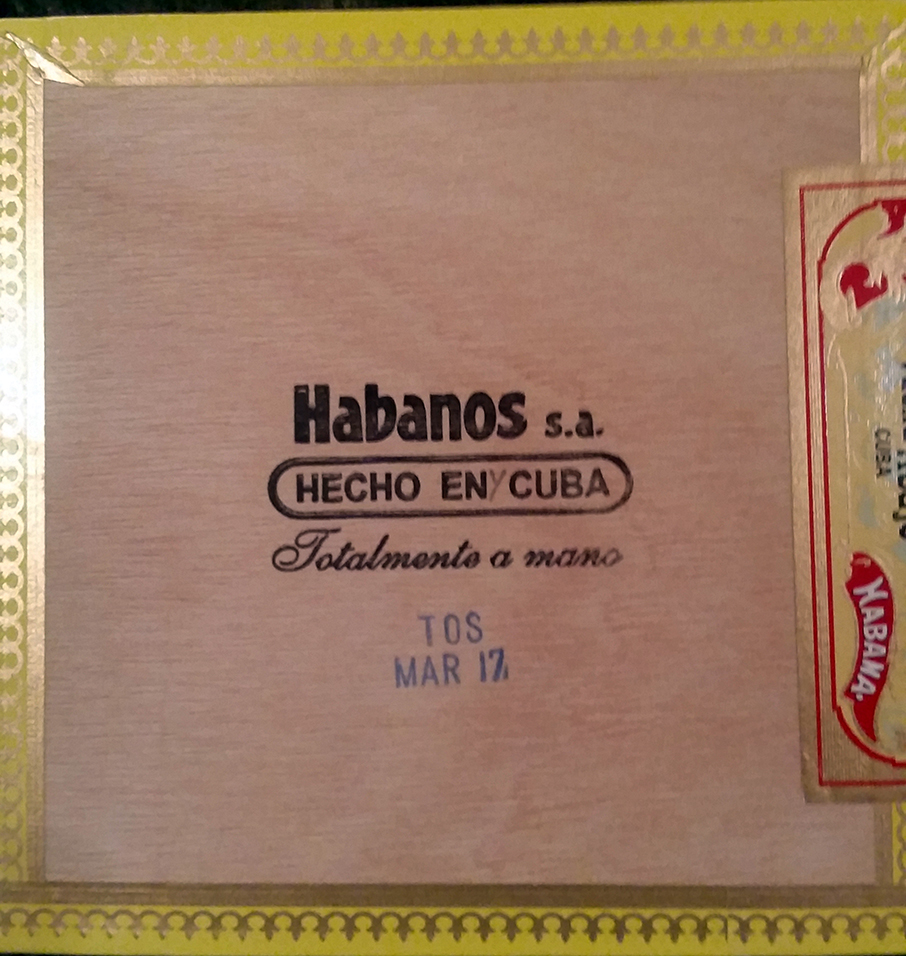 Habanos s.a.
HECHO EN CUBA
Totalmente a mano
TOS
MAR 17
CUBA
HABANA